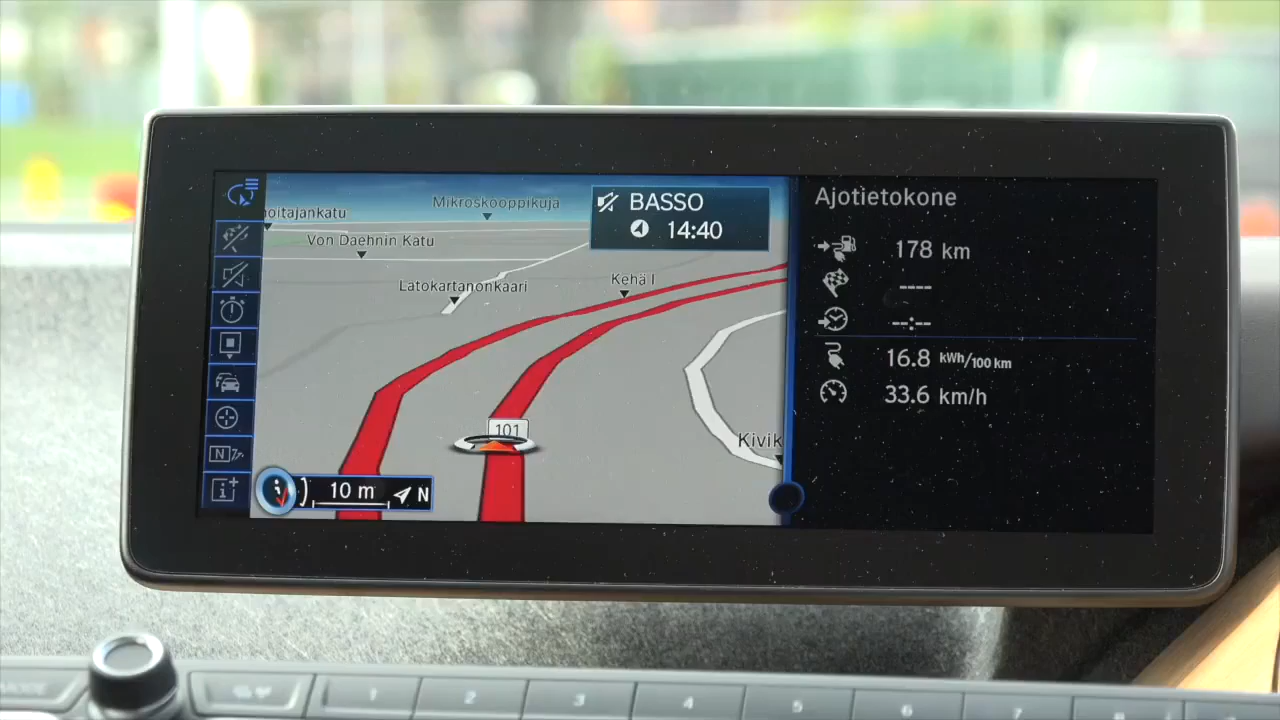 Mikroskooppikuja
oitajankatu
Von Daehnin Katu
Latokartanonkaari
Kehä I
101
Kivik
10 m
N
BASSO
14:40
Ajotietokone
178 km
----
--:--
16.8 kWh/100 km
33.6 km/h
1
2
3
4
5
6
7
8